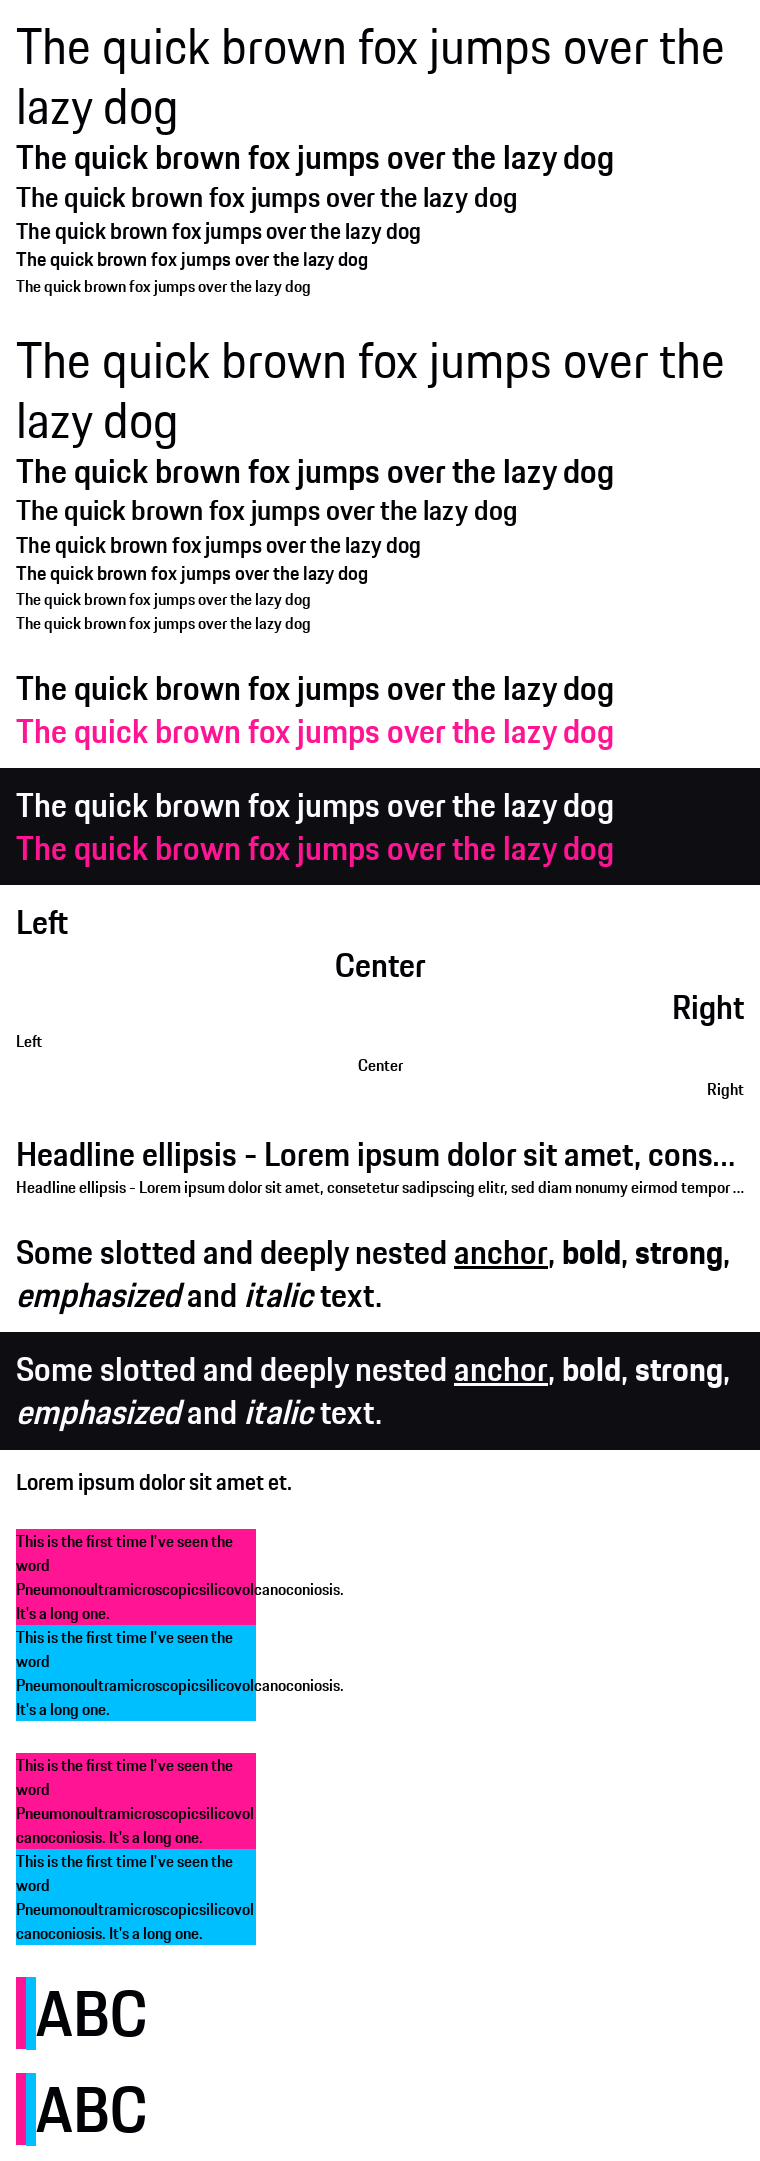 The quick brown fox jumps over the
lazy dog
The quick brown fox jumps over the lazy dog
The quick brown fox jumps over the lazy dog
The quick brown fox jumps over the lazy dog
The quick brown fox jumps over the lazy dog
The quick brown fox jumps over the lazy dog
The quick brown fox jumps over the
lazy dog
The quick brown fox jumps over the lazy dog
The quick brown fox jumps over the lazy dog
The quick brown fox jumps over the lazy dog
The quick brown fox jumps over the lazy dog
The quick brown fox jumps over the lazy dog
The quick brown fox jumps over the lazy dog
The quick brown fox jumps over the lazy dog
The quick brown fox jumps over the lazy dog
The quick brown fox jumps over the lazy dog
The quick brown fox jumps over the lazy dog
Left
Center
Right
Left
Center
Right
Headline ellipsis - Lorem ipsum dolor sit amet, cons...
Headline ellipsis - Lorem ipsum dolor sit amet, consetetur sadipscing elitr, sed diam nonumy eirmod tempor ...
Some slotted and deeply nested anchor, bold, strong,
emphasized and italic text.
Some slotted and deeply nested anchor, bold, strong,
emphasized and italic text.
Lorem ipsum dolor sit amet et.
This is the first time I've seen the
word
Pneumonoultramicroscopicsilicovolcanoconiosis.
It's a long one.
This is the first time I've seen the
word
Pneumonoultramicroscopicsilicovolcanoconiosis.
It's a long one.
This is the first time I've seen the
word
Pneumonoultramicroscopicsilicovol
canoconiosis. It's a long one.
This is the first time I've seen the
word
Pneumonoultramicroscopicsilicovol
canoconiosis. It's a long one.
ABC
ABC